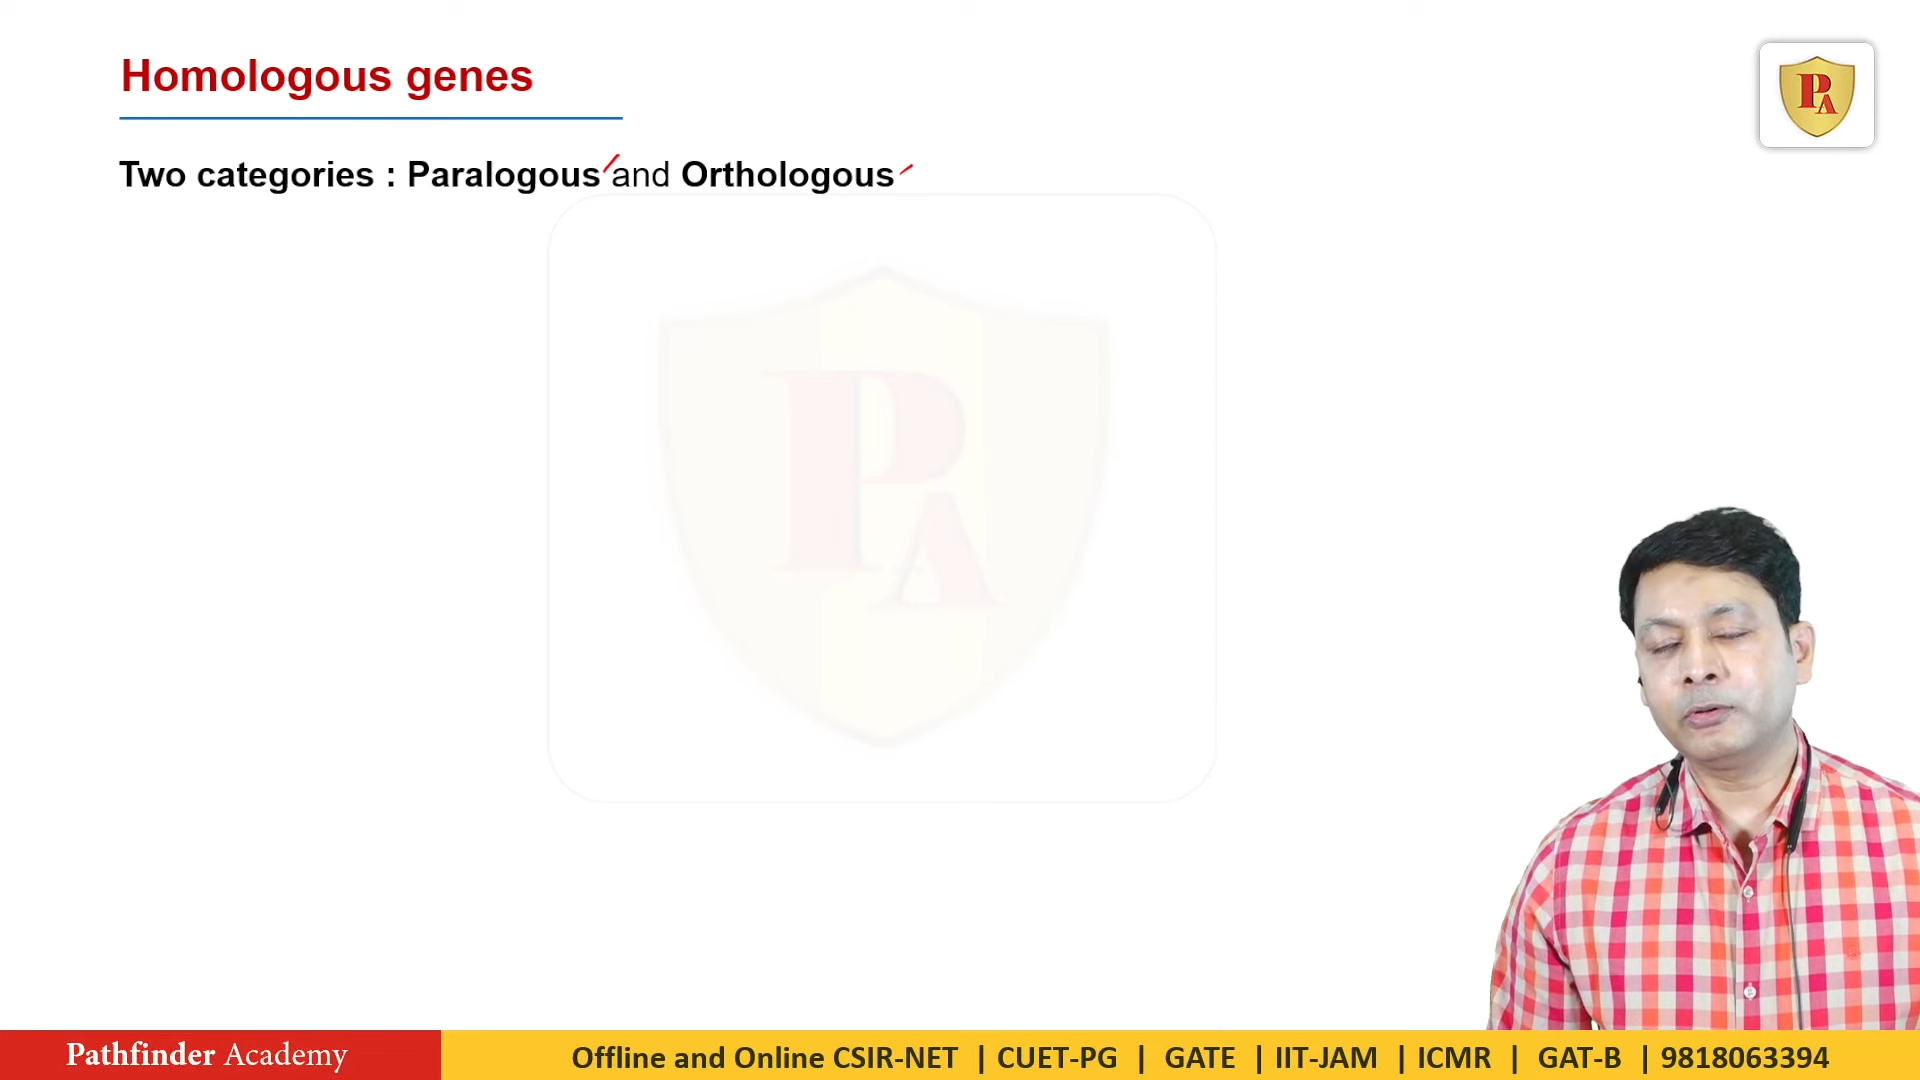 Homologous genes
Two categories : Paralogous and Orthologous
PA
PA
Pathfinder Academy
Offline and Online CSIR-NET | CUET-PG | GATE | IIT-JAM | ICMR | GAT-B | 9818063394